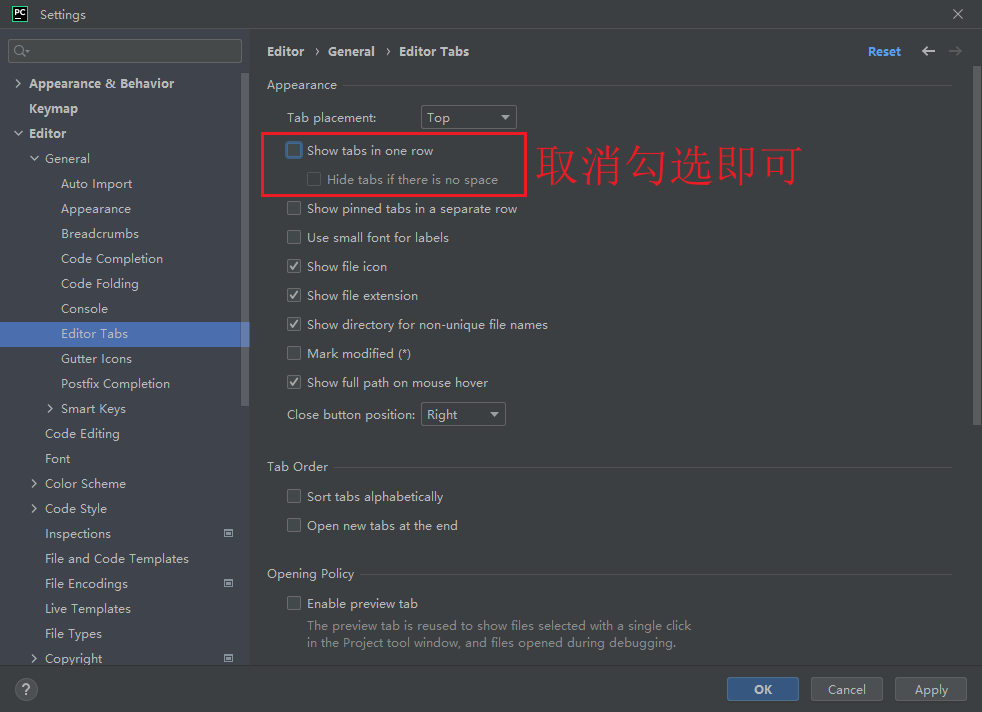 PC Settings
Editor › General › Editor Tabs Reset
Appearance & Behavior
Keymap
Editor
General
Auto Import
Appearance
Breadcrumbs
Code Completion
Code Folding
Console
Editor Tabs
Gutter Icons
Postfix Completion
Smart Keys
Code Editing
Font
Color Scheme
Code Style
Inspections
File and Code Templates
File Encodings
Live Templates
File Types
Copyright
Appearance
Tab placement: Top
Show tabs in one row
取消勾选即可
Hide tabs if there is no space
Show pinned tabs in a separate row
Use small font for labels
Show file icon
Show file extension
Show directory for non-unique file names
Mark modified (*)
Show full path on mouse hover
Close button position: Right
Tab Order
Sort tabs alphabetically
Open new tabs at the end
Opening Policy
Enable preview tab
The preview tab is reused to show files selected with a single click
in the Project tool window, and files opened during debugging.
? OK Cancel Apply